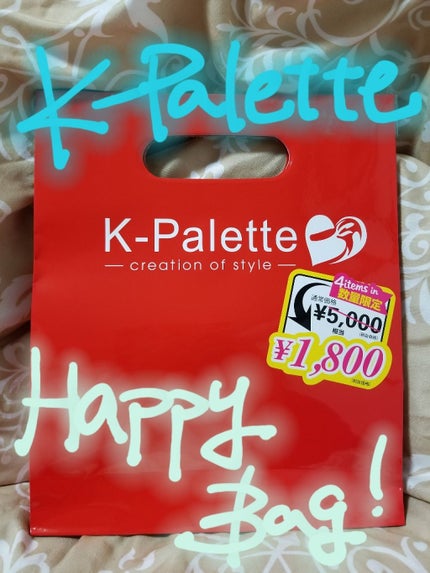 K-Palette
K-Palette
— creation of style —
4items in
数量限定
通常価格
¥5,000
相当
¥1,800
Happy
Bag!